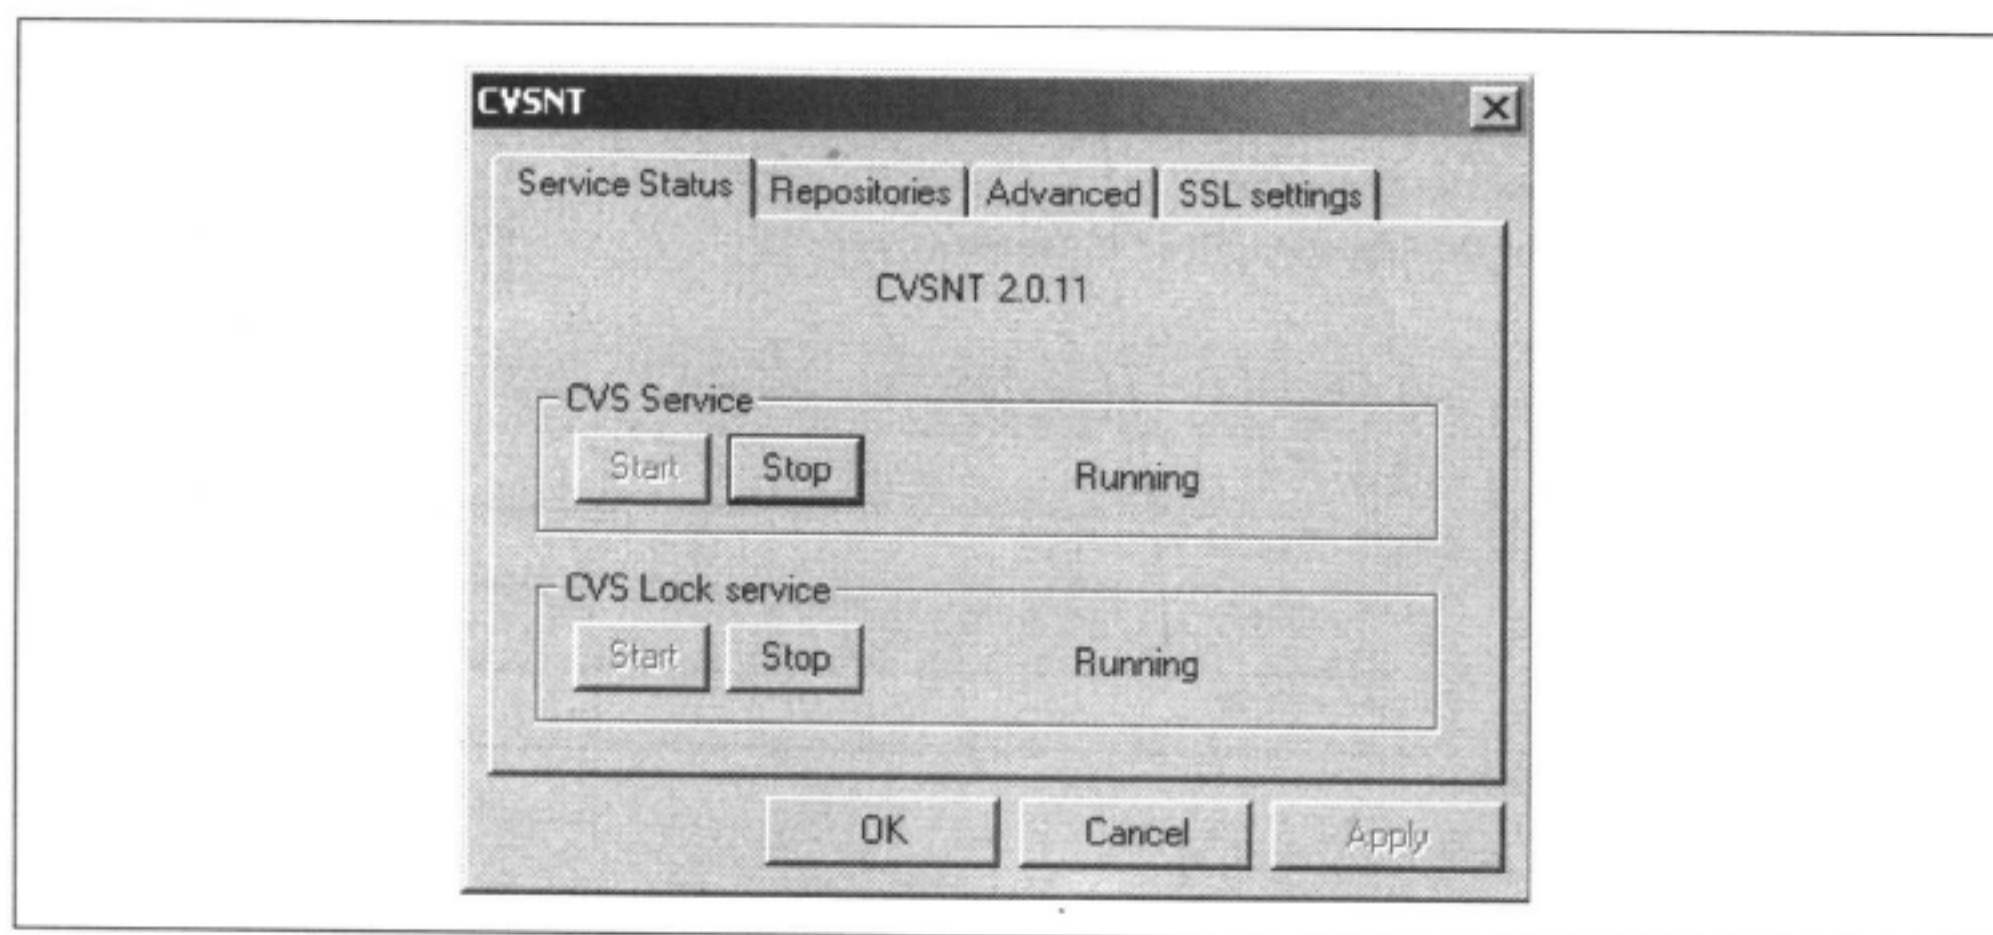 CVSNT
Service Status Repositories Advanced SSL settings
CVSNT 2.0.11
CVS Service
Start Stop Running
CVS Lock service
Start Stop Running
OK Cancel Apply